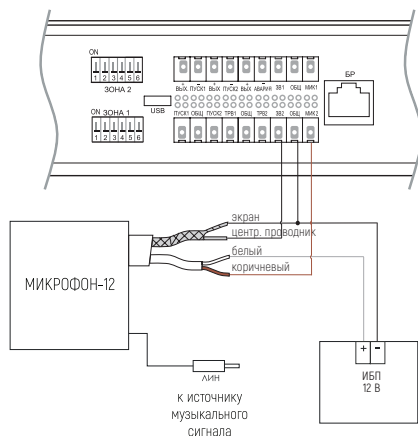 ON
1 2 3 4 5 6
ЗОНА 2
ON ЗОНА 1
1 2 3 4 5 6
USB
+ - + - + -
ВЫХ ПУСК1 ВЫХ ПУСК2 ВЫХ АВАРИЯ ЗВ1 ОБЩ МИК1
ПУСК1 ОБЩ ПУСК2 ТРВ1 ОБЩ ТРВ2 ЗВ2 ОБЩ МИК2
БР
экран
центр. проводник
белый
коричневый
МИКРОФОН-12
ЛИН
к источнику
музыкального
сигнала
+ -
ИБП
12 В